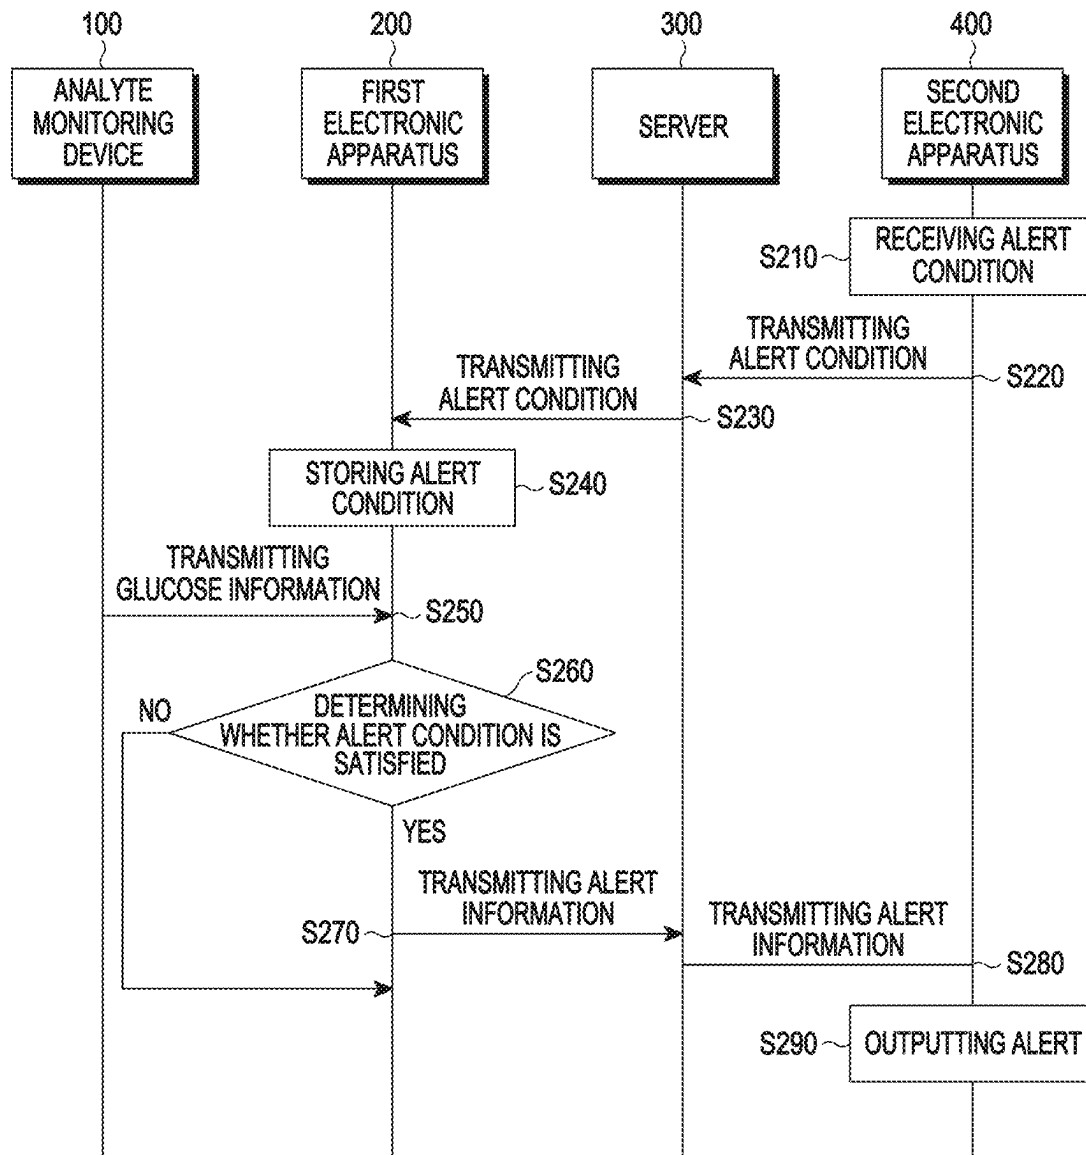 100
200
300
400
ANALYTE
MONITORING
DEVICE
FIRST
ELECTRONIC
APPARATUS
SERVER
SECOND
ELECTRONIC
APPARATUS
S210
RECEIVING ALERT
CONDITION
TRANSMITTING
ALERT CONDITION
S220
TRANSMITTING
ALERT CONDITION
S230
STORING ALERT
CONDITION
S240
TRANSMITTING
GLUCOSE INFORMATION
S250
S260
NO
DETERMINING
WHETHER ALERT CONDITION IS
SATISFIED
YES
TRANSMITTING ALERT
INFORMATION
S270
TRANSMITTING ALERT
INFORMATION
S280
S290
OUTPUTTING ALERT